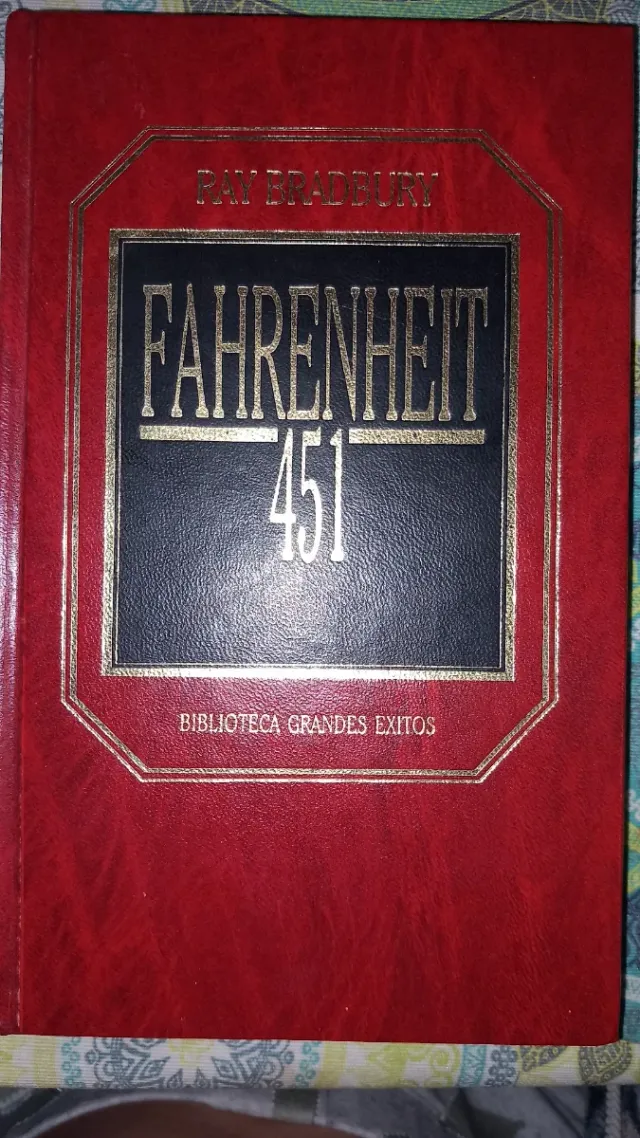 RAY BRADBURY
FAHRENHEIT
451
BIBLIOTECA GRANDES EXITOS